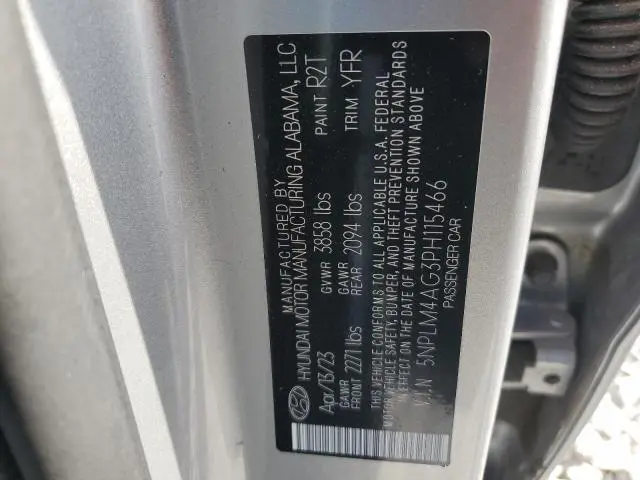 MANUFACTURED BY
HYUNDAI MOTOR MANUFACTURING ALABAMA, LLC
Apr/13/23 GVWR 3858 lbs PAINT R2T
GAWR FRONT 2271 lbs GAWR REAR 2094 lbs TRIM YFR
THIS VEHICLE CONFORMS TO ALL APPLICABLE U.S.A. FEDERAL
MOTOR VEHICLE SAFETY, BUMPER, AND THEFT PREVENTION STANDARDS
IN EFFECT ON THE DATE OF MANUFACTURE SHOWN ABOVE
V.I.N 5NPLM4AG3PH115466
PASSENGER CAR